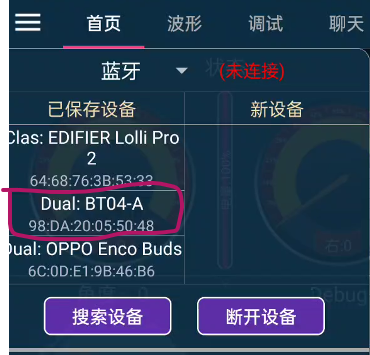 首页 波形 调试 聊天
蓝牙 (未连接)
已保存设备 新设备
Clas: EDIFIER Lolli Pro
2
64:68:76:3B:53:33
Dual: BT04-A
98:DA:20:05:50:48
Dual: OPPO Enco Buds
6C:0D:E1:9B:46:B6
右:0
Debug
搜索设备 断开设备